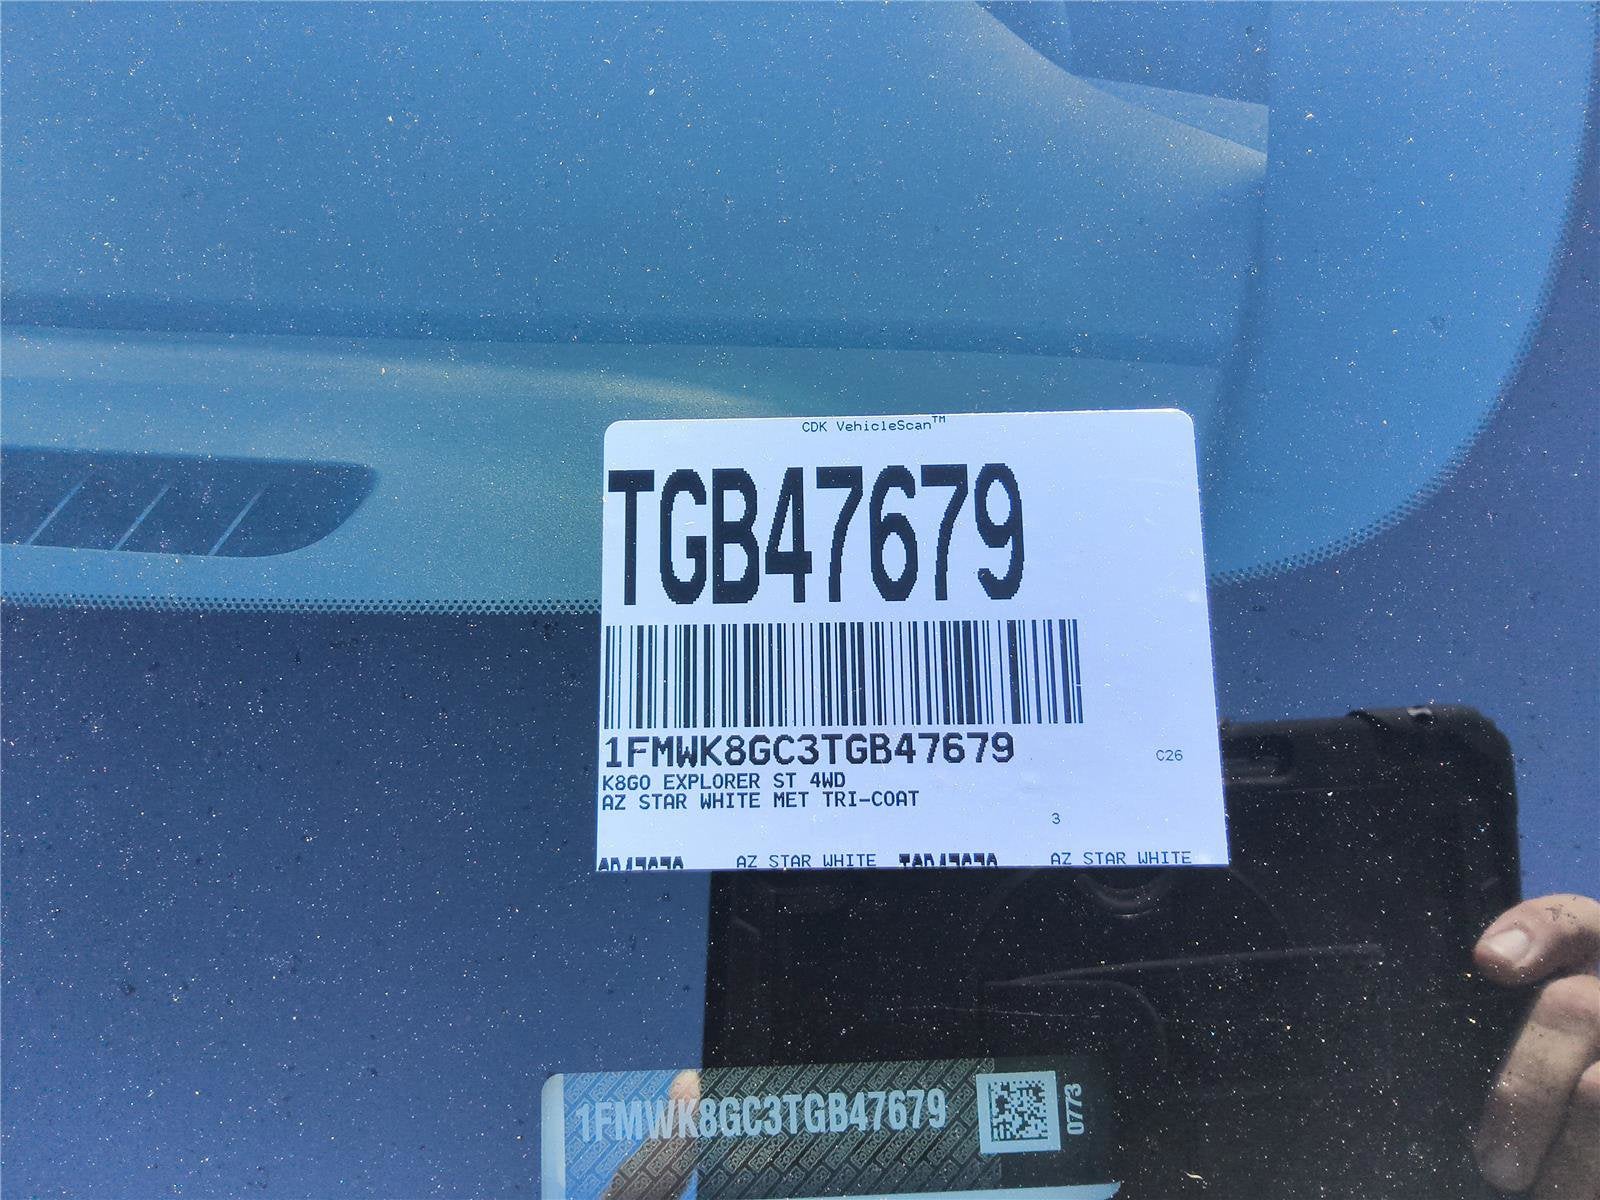 CDK VehicleScan™
TGB47679
1FMWK8GC3TGB47679
C26
K8G0 EXPLORER ST 4WD
AZ STAR WHITE MET TRI-COAT
3
AZ STAR WHITE
AZ STAR WHITE
1FMWK8GC3TGB47679
0773